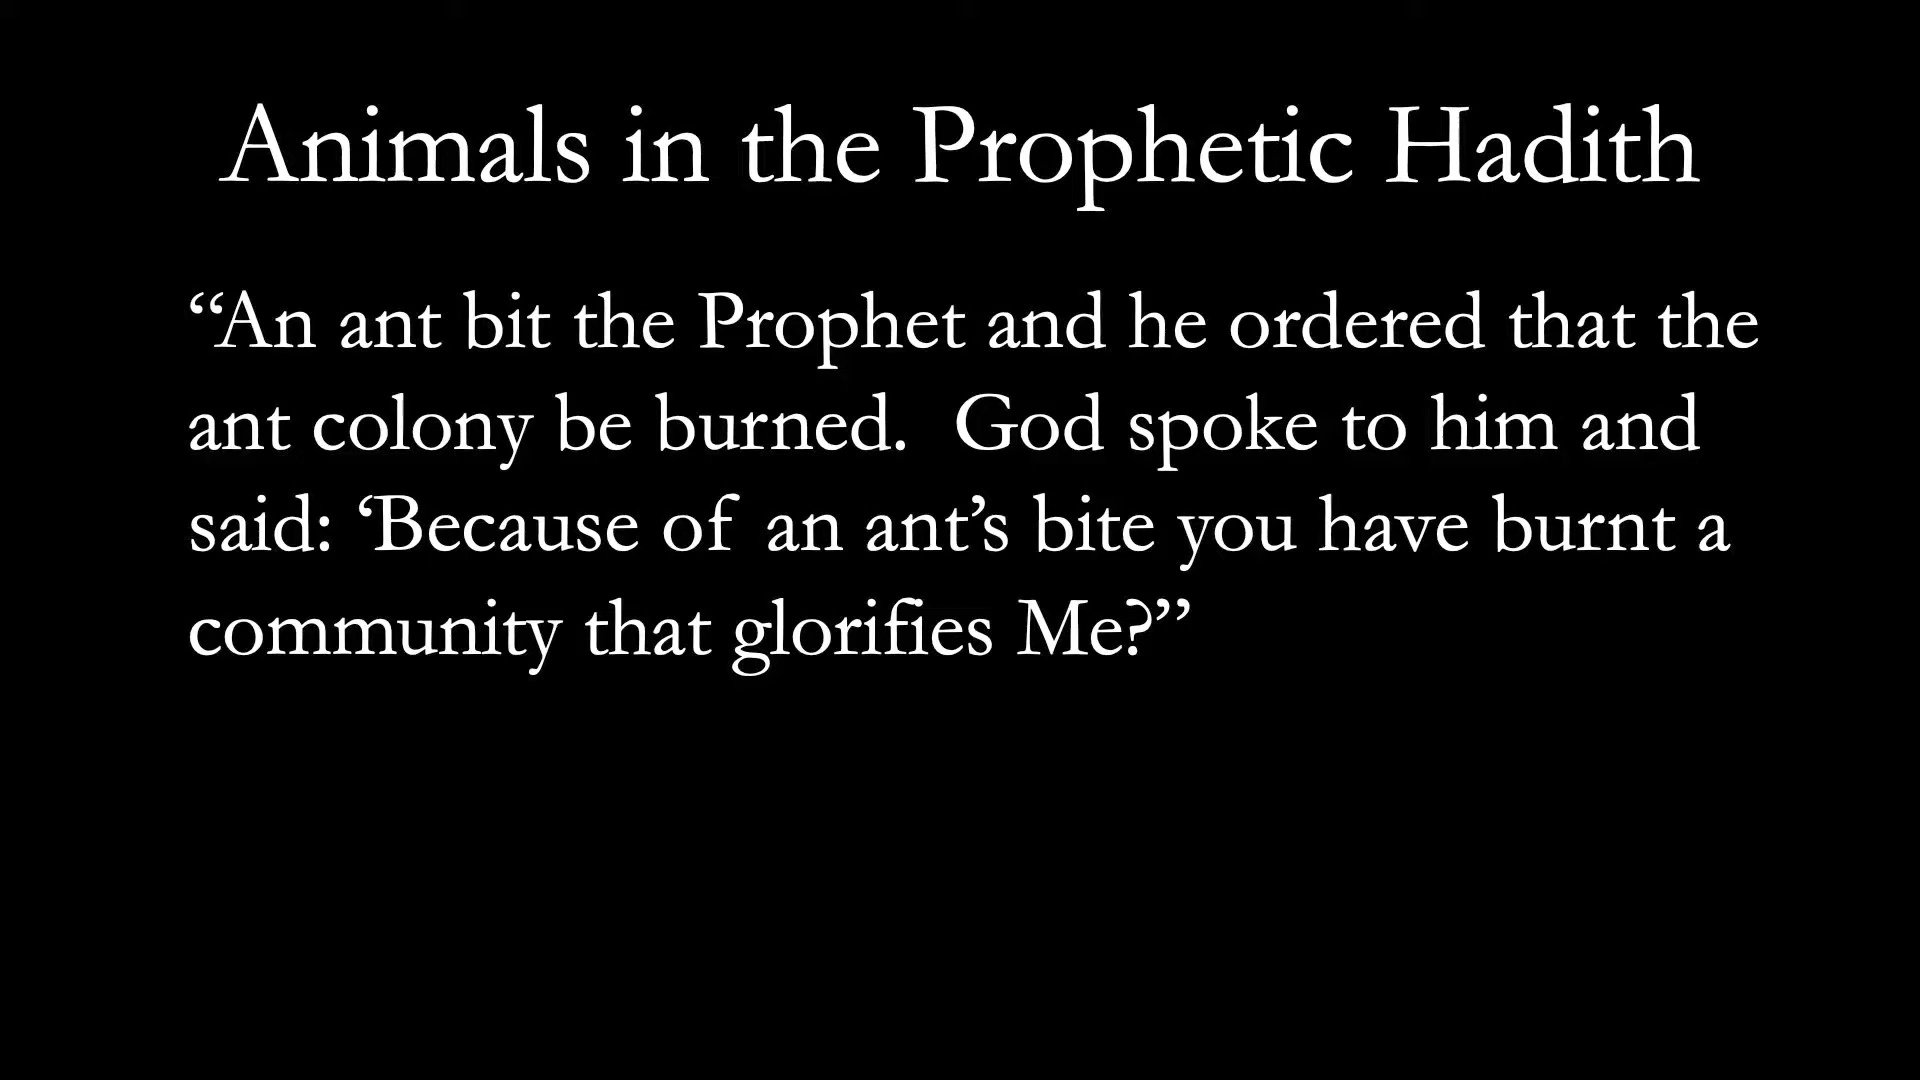 Animals in the Prophetic Hadith
“An ant bit the Prophet and he ordered that the
ant colony be burned.  God spoke to him and
said: ‘Because of an ant’s bite you have burnt a
community that glorifies Me?”